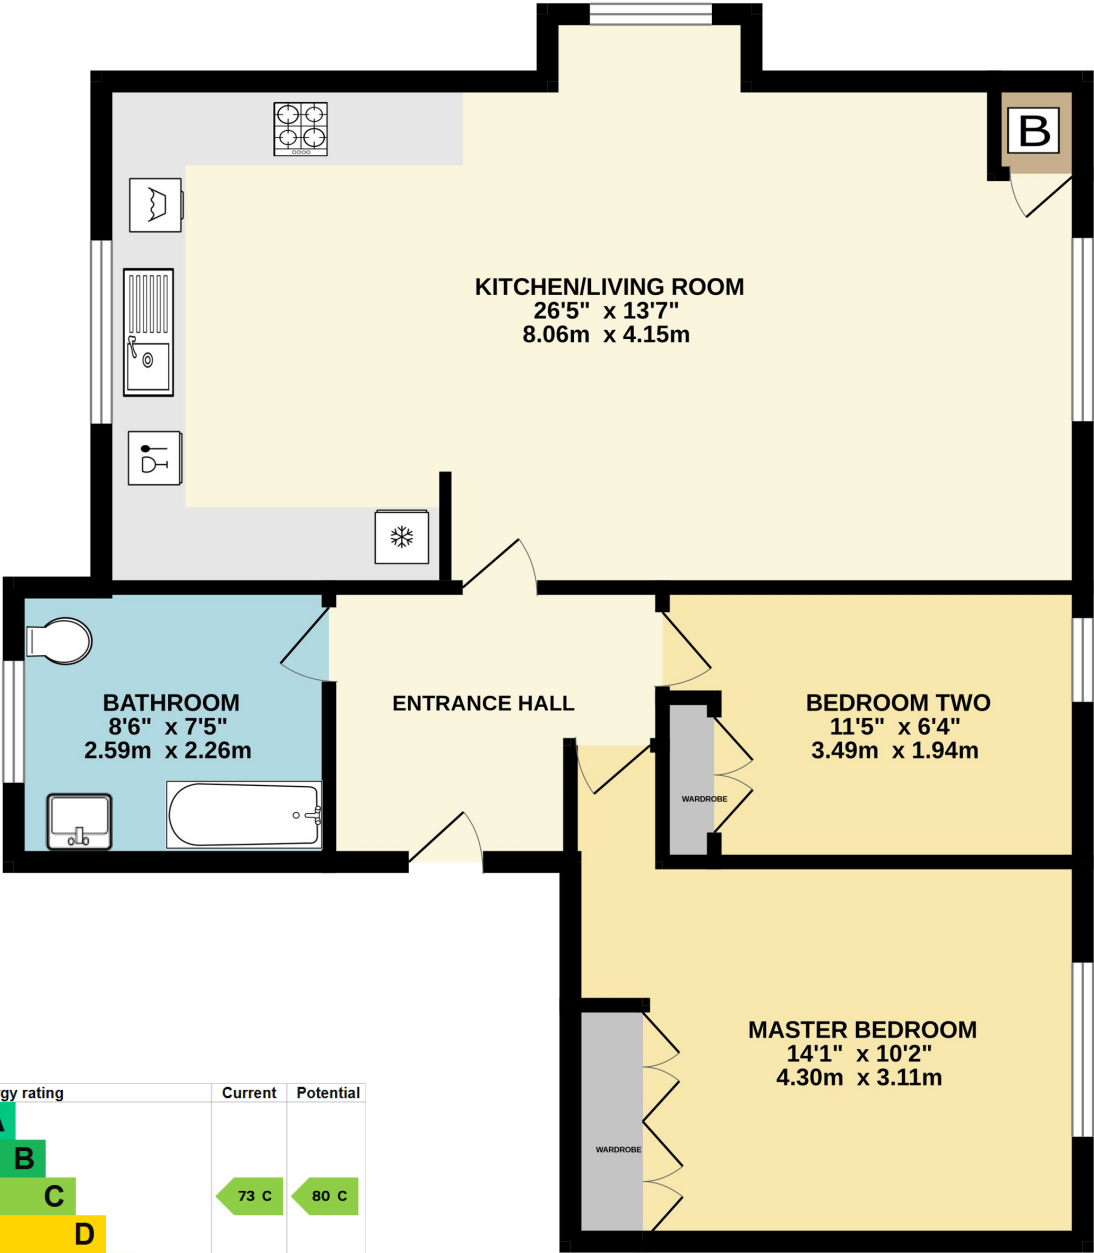 B
KITCHEN/LIVING ROOM
26'5" x 13'7"
8.06m x 4.15m
BATHROOM
8'6" x 7'5"
2.59m x 2.26m
ENTRANCE HALL
BEDROOM TWO
11'5" x 6'4"
3.49m x 1.94m
WARDROBE
MASTER BEDROOM
14'1" x 10'2"
4.30m x 3.11m
WARDROBE
gy rating Current Potential
B
C 73 C 80 C
D